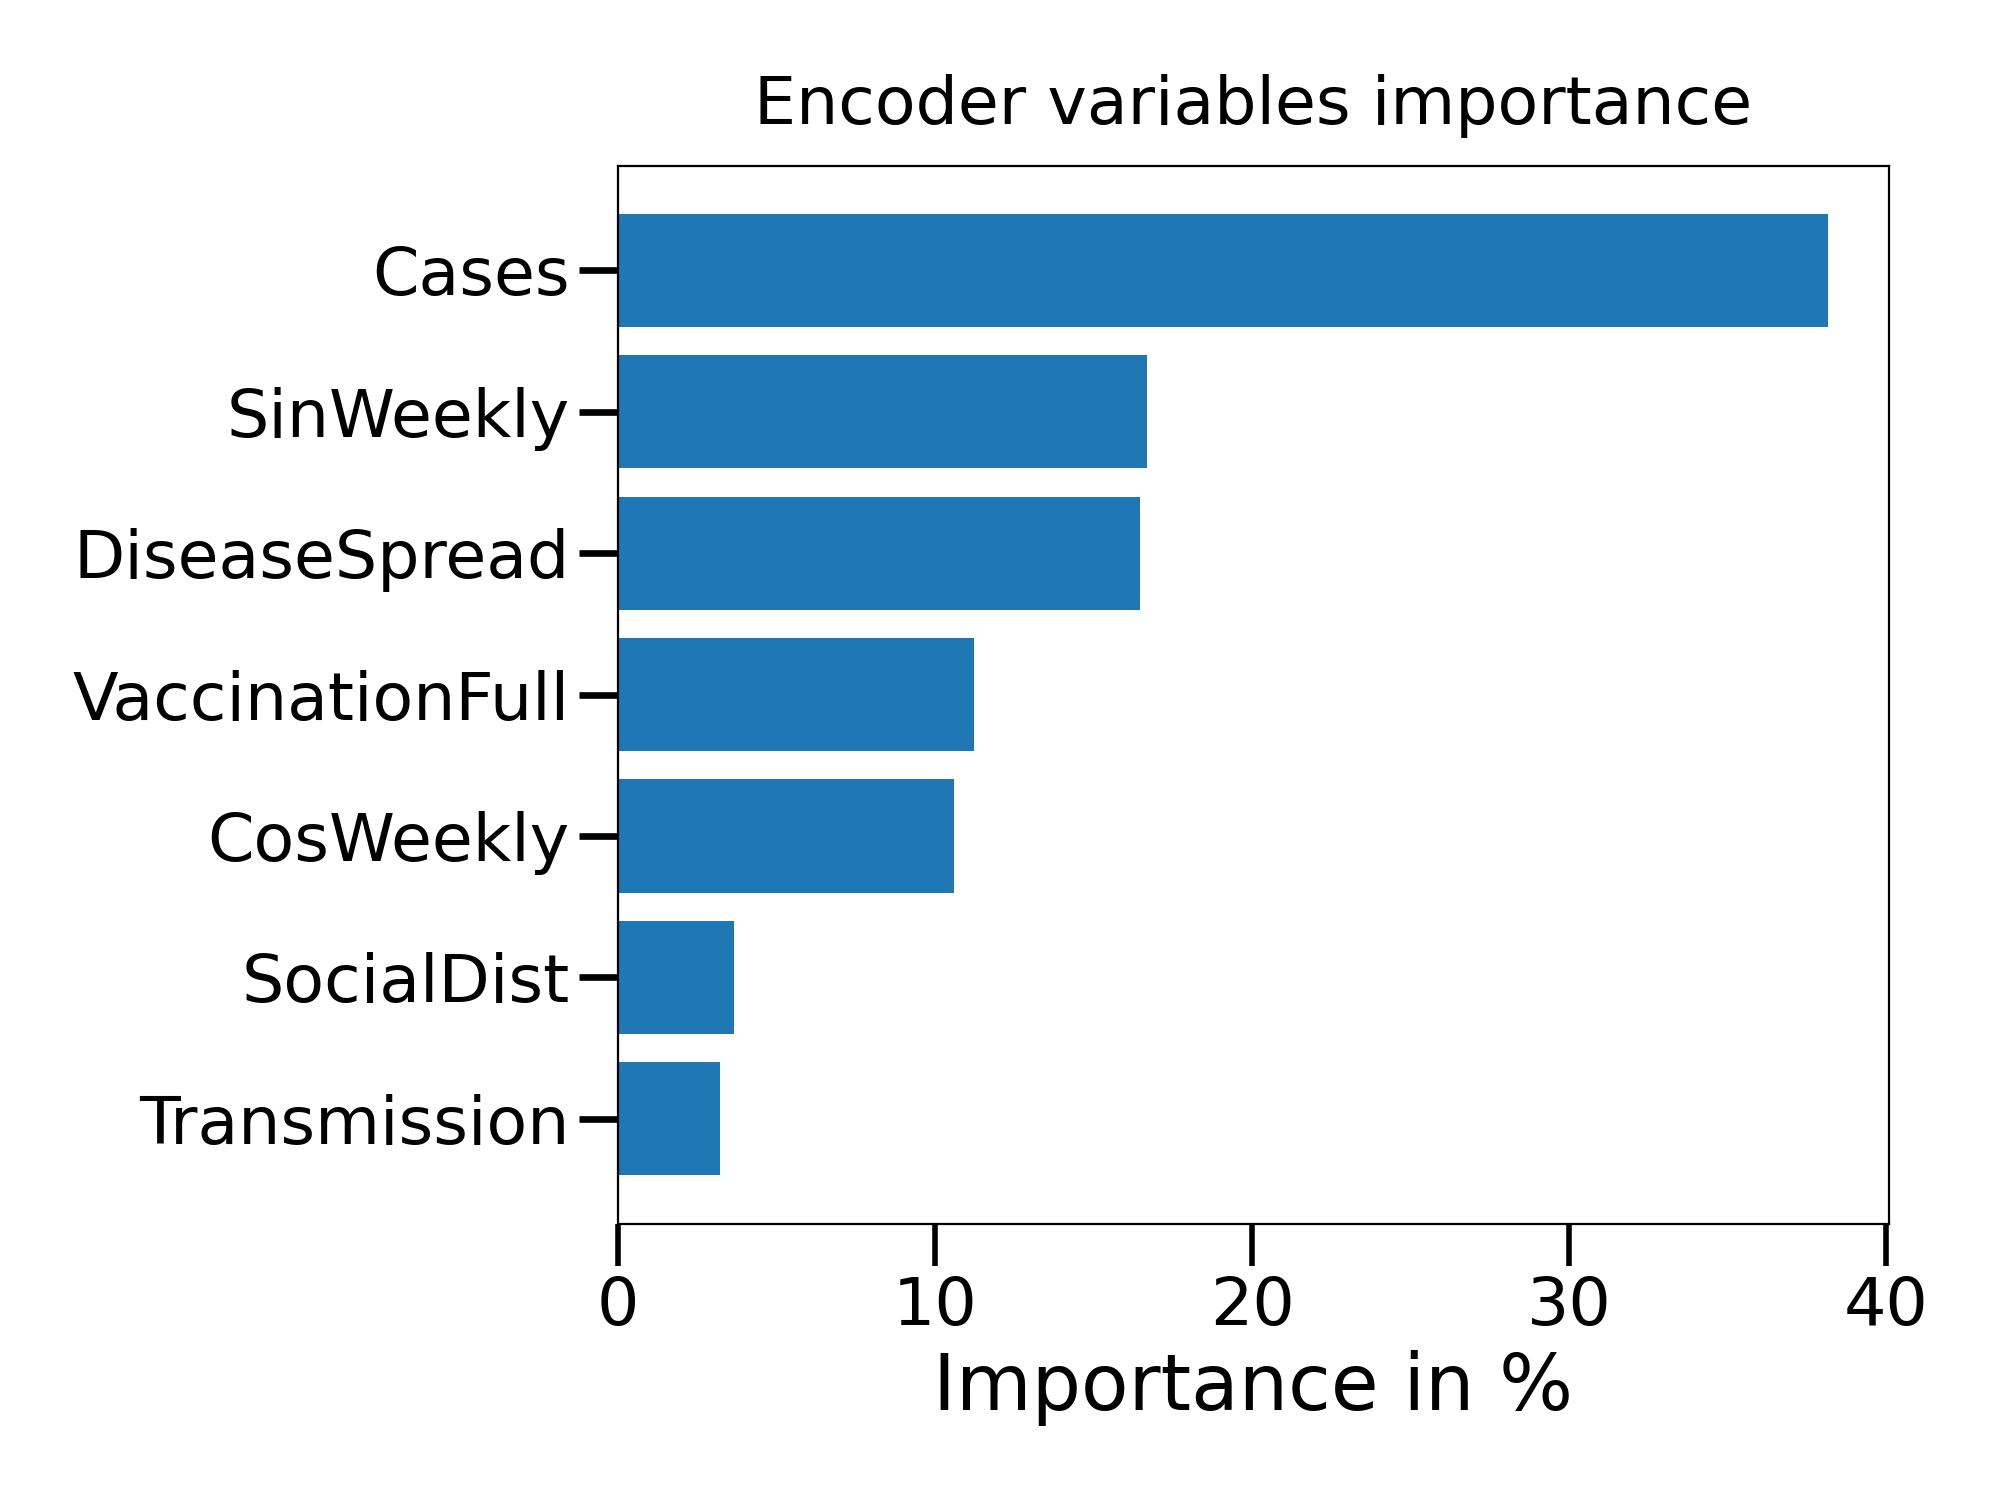 Encoder variables importance
Cases
SinWeekly
DiseaseSpread
VaccinationFull
CosWeekly
SocialDist
Transmission
0 10 20 30 40
Importance in %